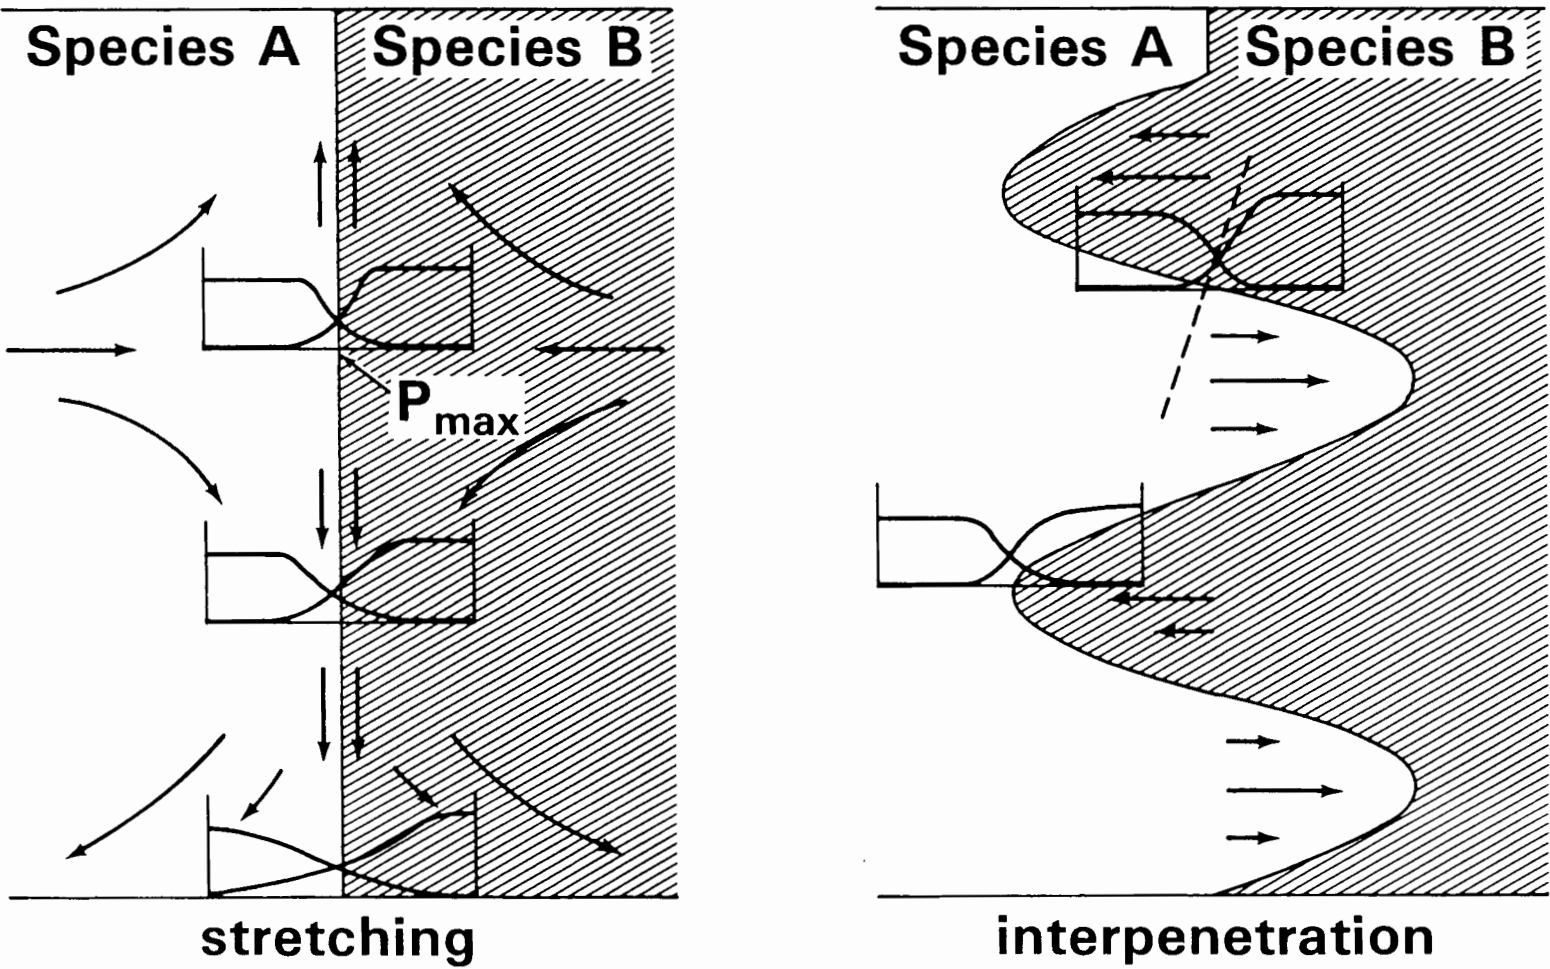 Species A Species B
P max
stretching
Species A Species B
interpenetration